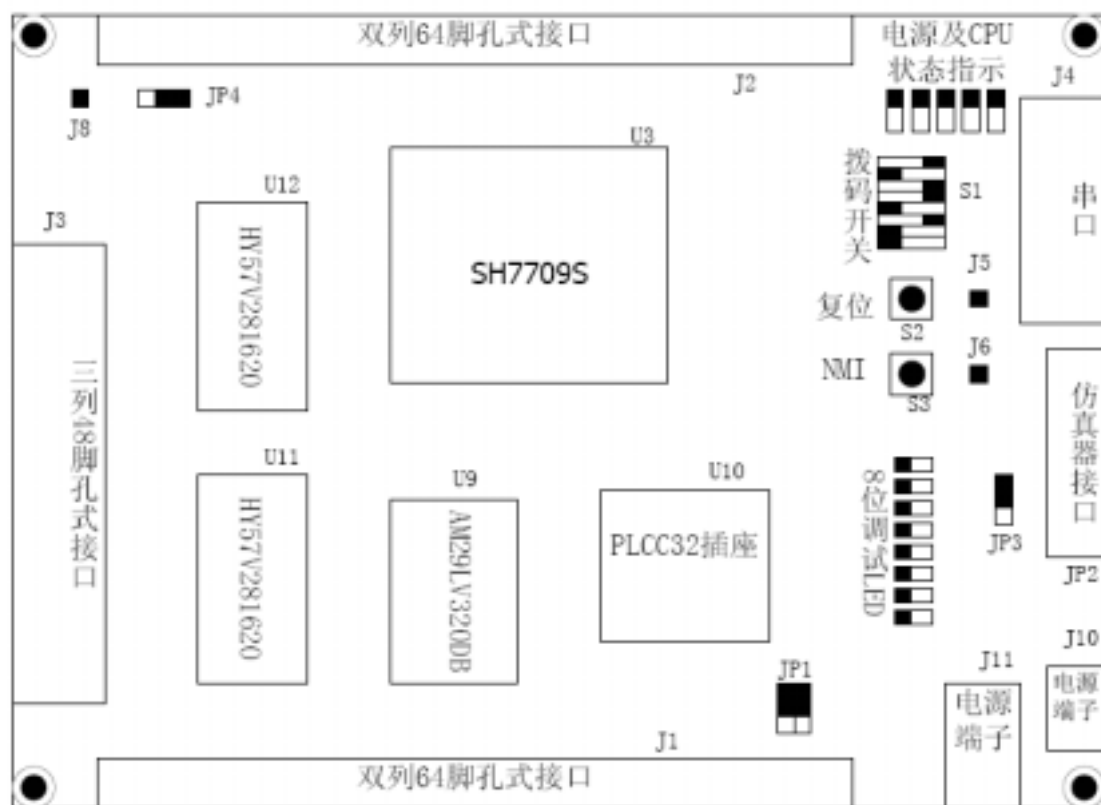 双列64脚孔式接口
J2
电源及CPU
状态指示
J4
J8
JP4
U3
U12
拨码开关
S1
串口
J3
HY57V281620
SH7709S
J5
复位
S2
J6
NMI
S3
三列48脚孔式接口
仿真器接口
U11
U9
U10
HY57V281620
AM29LV320DB
PLCC32插座
8位调试LED
JP3
JP2
J10
J11
JP1
电源
端子
电源
端子
J1
双列64脚孔式接口